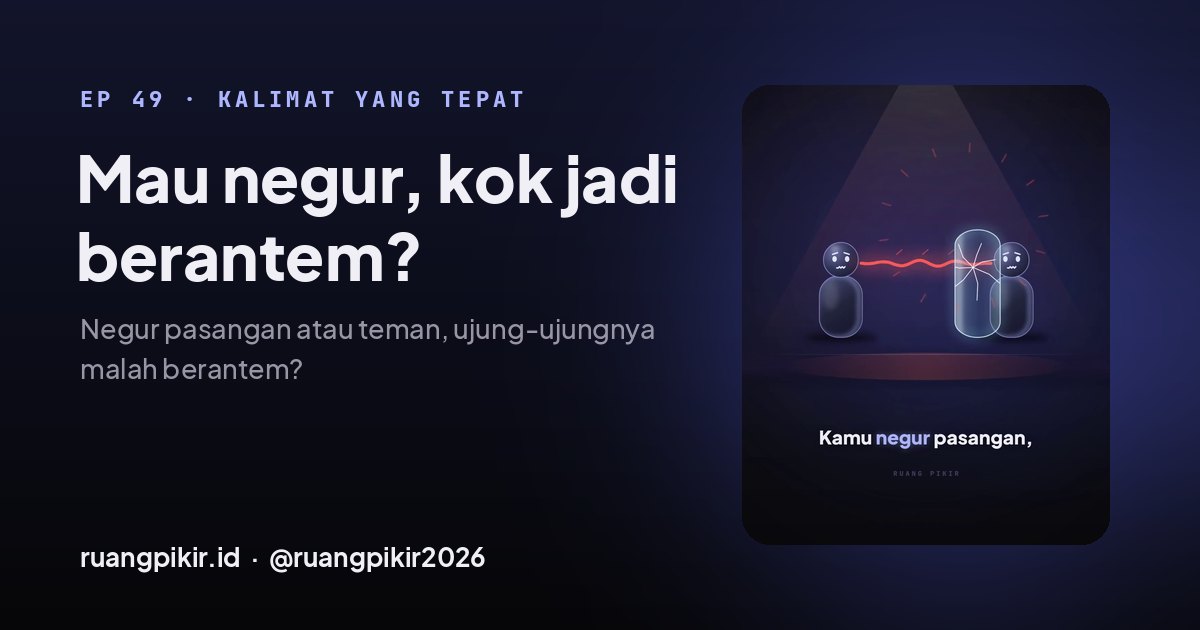 EP 49 · KALIMAT YANG TEPAT
Mau negur, kok jadi
berantem?
Negur pasangan atau teman, ujung-ujungnya
malah berantem?
Kamu negur pasangan,
RUANG PIKIR
ruangpikir.id · @ruangpikir2026